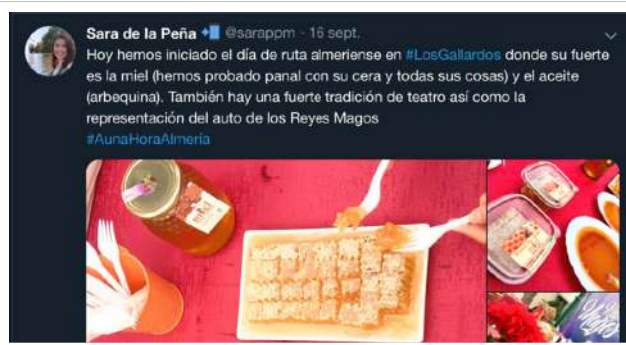 Sara de la Peña @sarappm · 16 sept.
Hoy hemos iniciado el día de ruta almeriense en #LosGallardos donde su fuerte
es la miel (hemos probado panal con su cera y todas sus cosas) y el aceite
(arbequina). También hay una fuerte tradición de teatro así como la
representación del auto de los Reyes Magos
#AunaHoraAlmería
miel